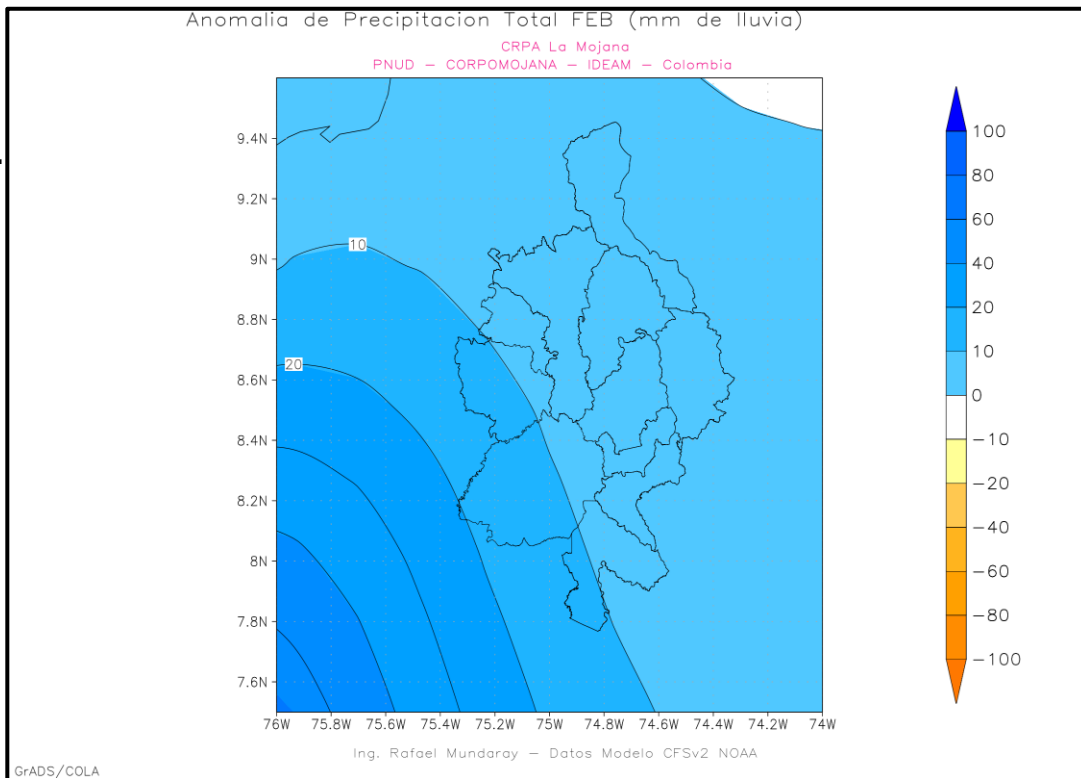 Anomalia de Precipitacion Total FEB (mm de lluvia)
CRPA La Mojana
PNUD – CORPOMOJANA – IDEAM – Colombia
9.4N
9.2N
9N
8.8N
8.6N
8.4N
8.2N
8N
7.8N
7.6N
10
20
76W 75.8W 75.6W 75.4W 75.2W 75W 74.8W 74.6W 74.4W 74.2W 74W
100
80
60
40
20
10
0
−10
−20
−40
−60
−80
−100
Ing. Rafael Mundaray – Datos Modelo CFSv2 NOAA
GrADS/COLA